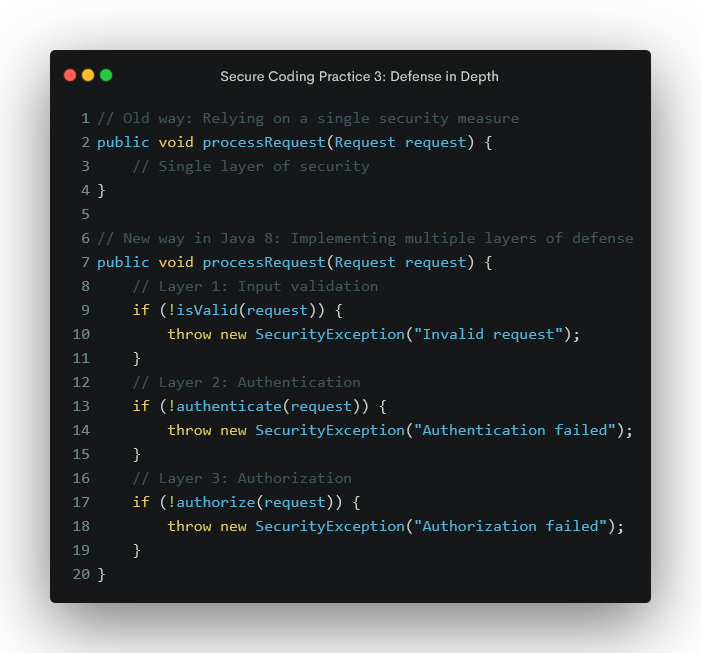 Secure Coding Practice 3: Defense in Depth
1 // Old way: Relying on a single security measure
2 public void processRequest(Request request) {
3     // Single layer of security
4 }
5
6 // New way in Java 8: Implementing multiple layers of defense
7 public void processRequest(Request request) {
8     // Layer 1: Input validation
9     if (!isValid(request)) {
10         throw new SecurityException("Invalid request");
11     }
12     // Layer 2: Authentication
13     if (!authenticate(request)) {
14         throw new SecurityException("Authentication failed");
15     }
16     // Layer 3: Authorization
17     if (!authorize(request)) {
18         throw new SecurityException("Authorization failed");
19     }
20 }